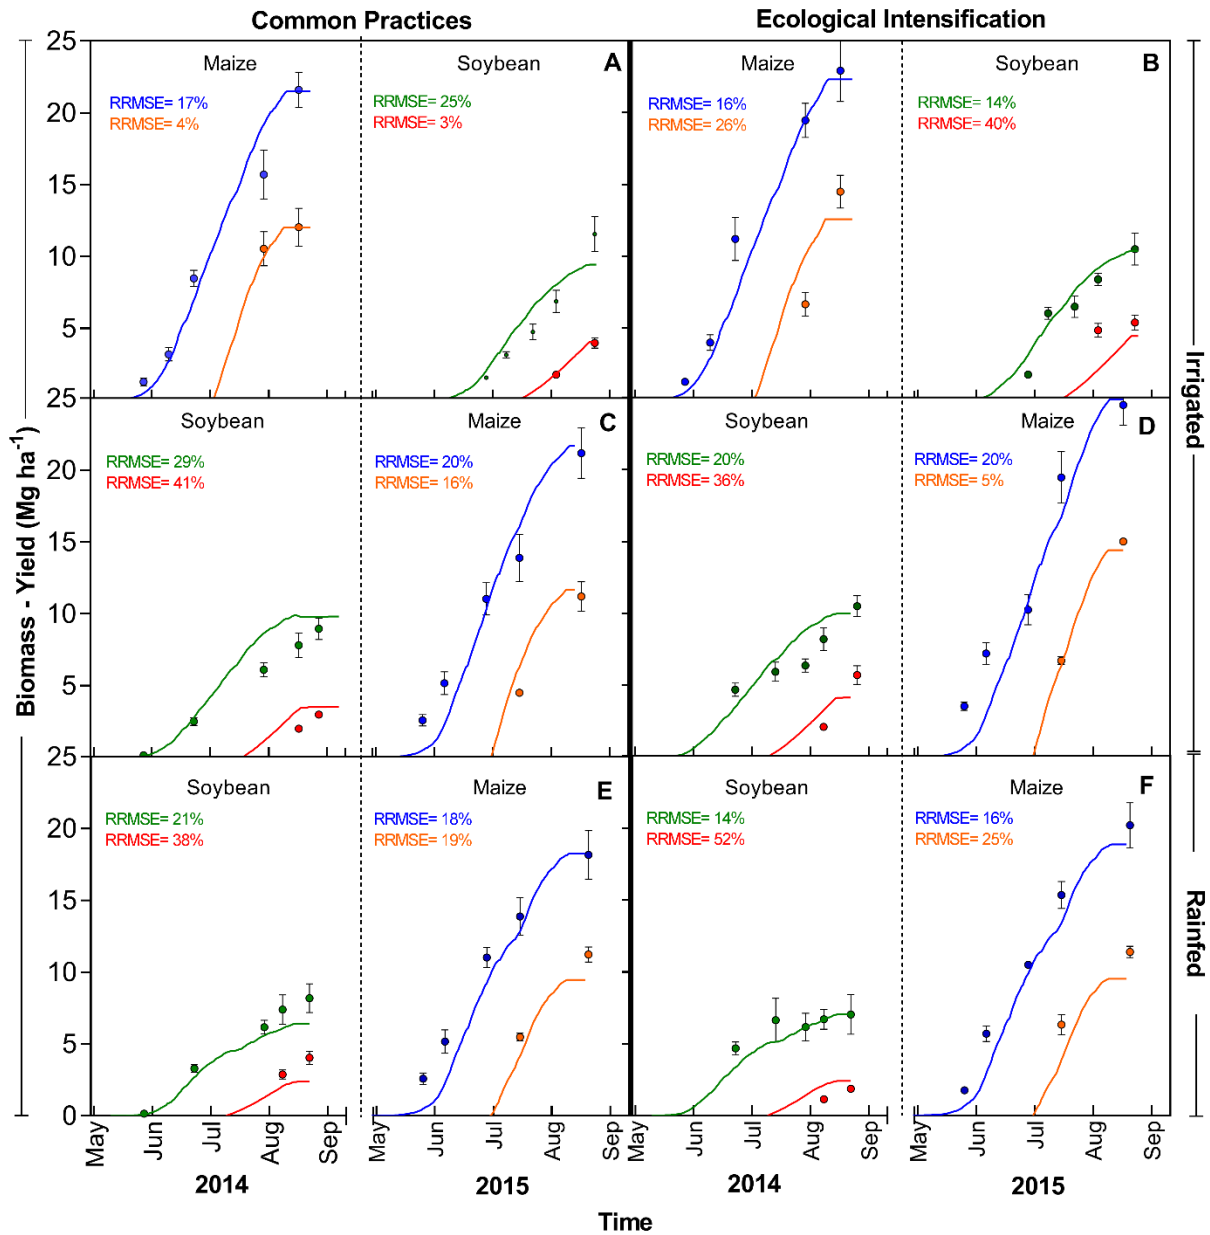 Common Practices
Ecological Intensification
25
Maize
Soybean
A
Maize
Soybean
B
RRMSE= 17%
RRMSE= 4%
RRMSE= 25%
RRMSE= 3%
RRMSE= 16%
RRMSE= 26%
RRMSE= 14%
RRMSE= 40%
20
15
10
5
25
Soybean
Maize
C
Soybean
Maize
D
RRMSE= 29%
RRMSE= 41%
RRMSE= 20%
RRMSE= 16%
RRMSE= 20%
RRMSE= 36%
RRMSE= 20%
RRMSE= 5%
20
15
10
5
25
Soybean
Maize
E
Soybean
Maize
F
RRMSE= 21%
RRMSE= 38%
RRMSE= 18%
RRMSE= 19%
RRMSE= 14%
RRMSE= 52%
RRMSE= 16%
RRMSE= 25%
20
15
10
5
0
Biomass - Yield (Mg ha⁻¹)
Irrigated
Rainfed
May Jun Jul Aug Sep
May Jun Jul Aug Sep
May Jun Jul Aug Sep
May Jun Jul Aug Sep
2014
2015
2014
2015
Time